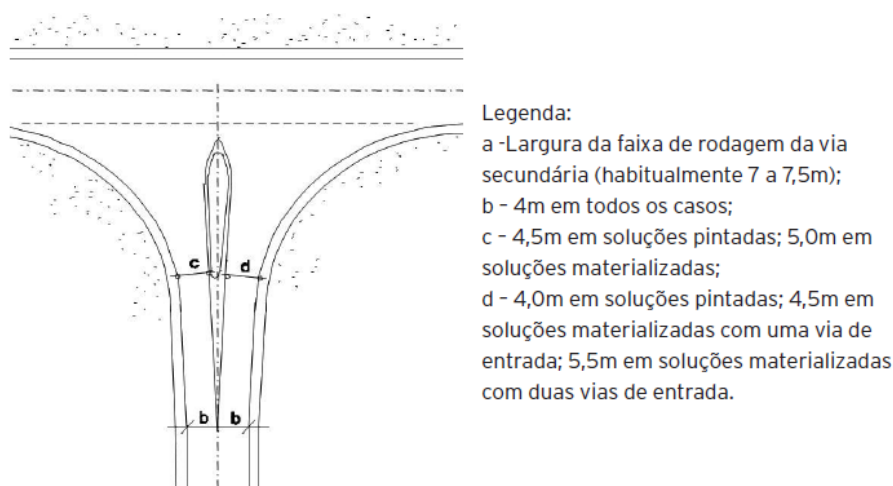 Legenda:
a -Largura da faixa de rodagem da via
secundária (habitualmente 7 a 7,5m);
b – 4m em todos os casos;
c – 4,5m em soluções pintadas; 5,0m em
soluções materializadas;
d – 4,0m em soluções pintadas; 4,5m em
soluções materializadas com uma via de
entrada; 5,5m em soluções materializadas
com duas vias de entrada.
c d
b b